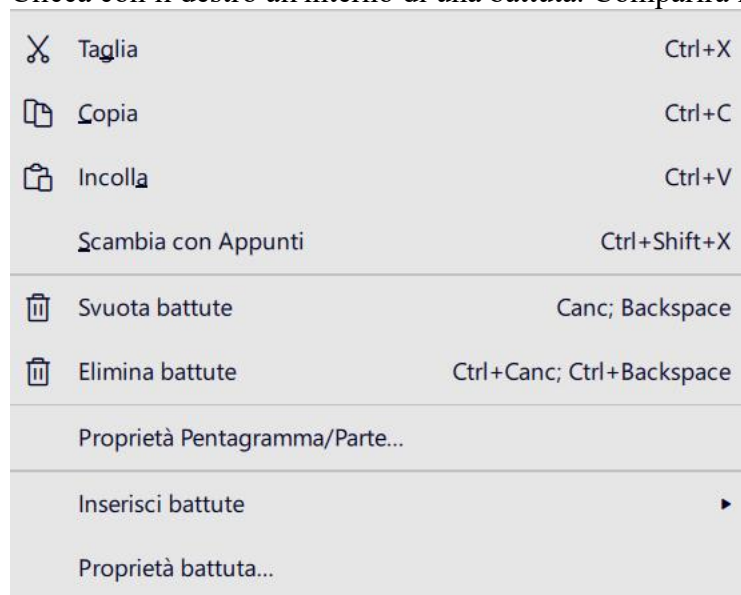 Clicca con il destro all'interno di una battuta. Comparirà
Taglia Ctrl+X
Copia Ctrl+C
Incolla Ctrl+V
Scambia con Appunti Ctrl+Shift+X
Svuota battute Canc; Backspace
Elimina battute Ctrl+Canc; Ctrl+Backspace
Proprietà Pentagramma/Parte...
Inserisci battute
Proprietà battuta...